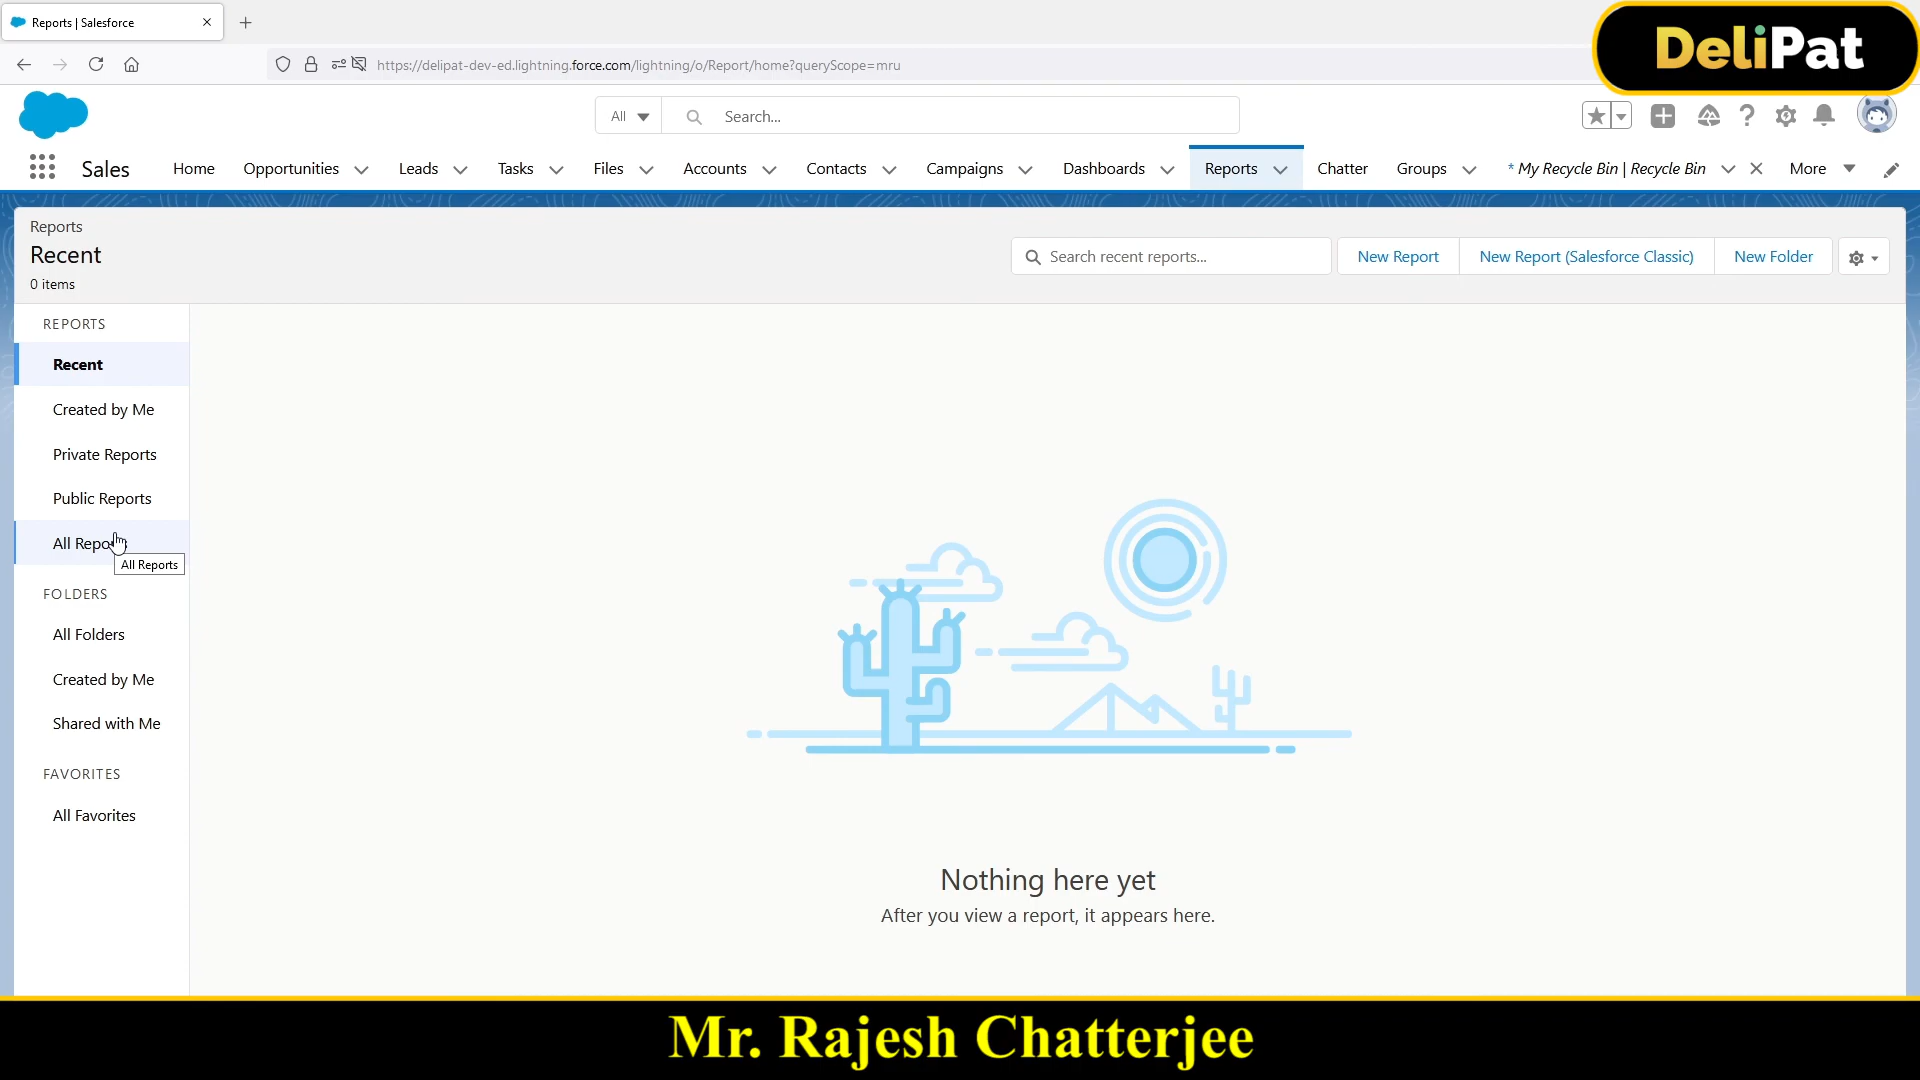 Reports | Salesforce
DeliPat
https://delipat-dev-ed.lightning.force.com/lightning/o/Report/home?queryScope=mru
All
Search...
Sales
Home
Opportunities
Leads
Tasks
Files
Accounts
Contacts
Campaigns
Dashboards
Reports
Chatter
Groups
* My Recycle Bin | Recycle Bin
More
Reports
Recent
0 items
Search recent reports...
New Report
New Report (Salesforce Classic)
New Folder
REPORTS
Recent
Created by Me
Private Reports
Public Reports
All Reports
All Reports
FOLDERS
All Folders
Created by Me
Shared with Me
FAVORITES
All Favorites
Nothing here yet
After you view a report, it appears here.
Mr. Rajesh Chatterjee